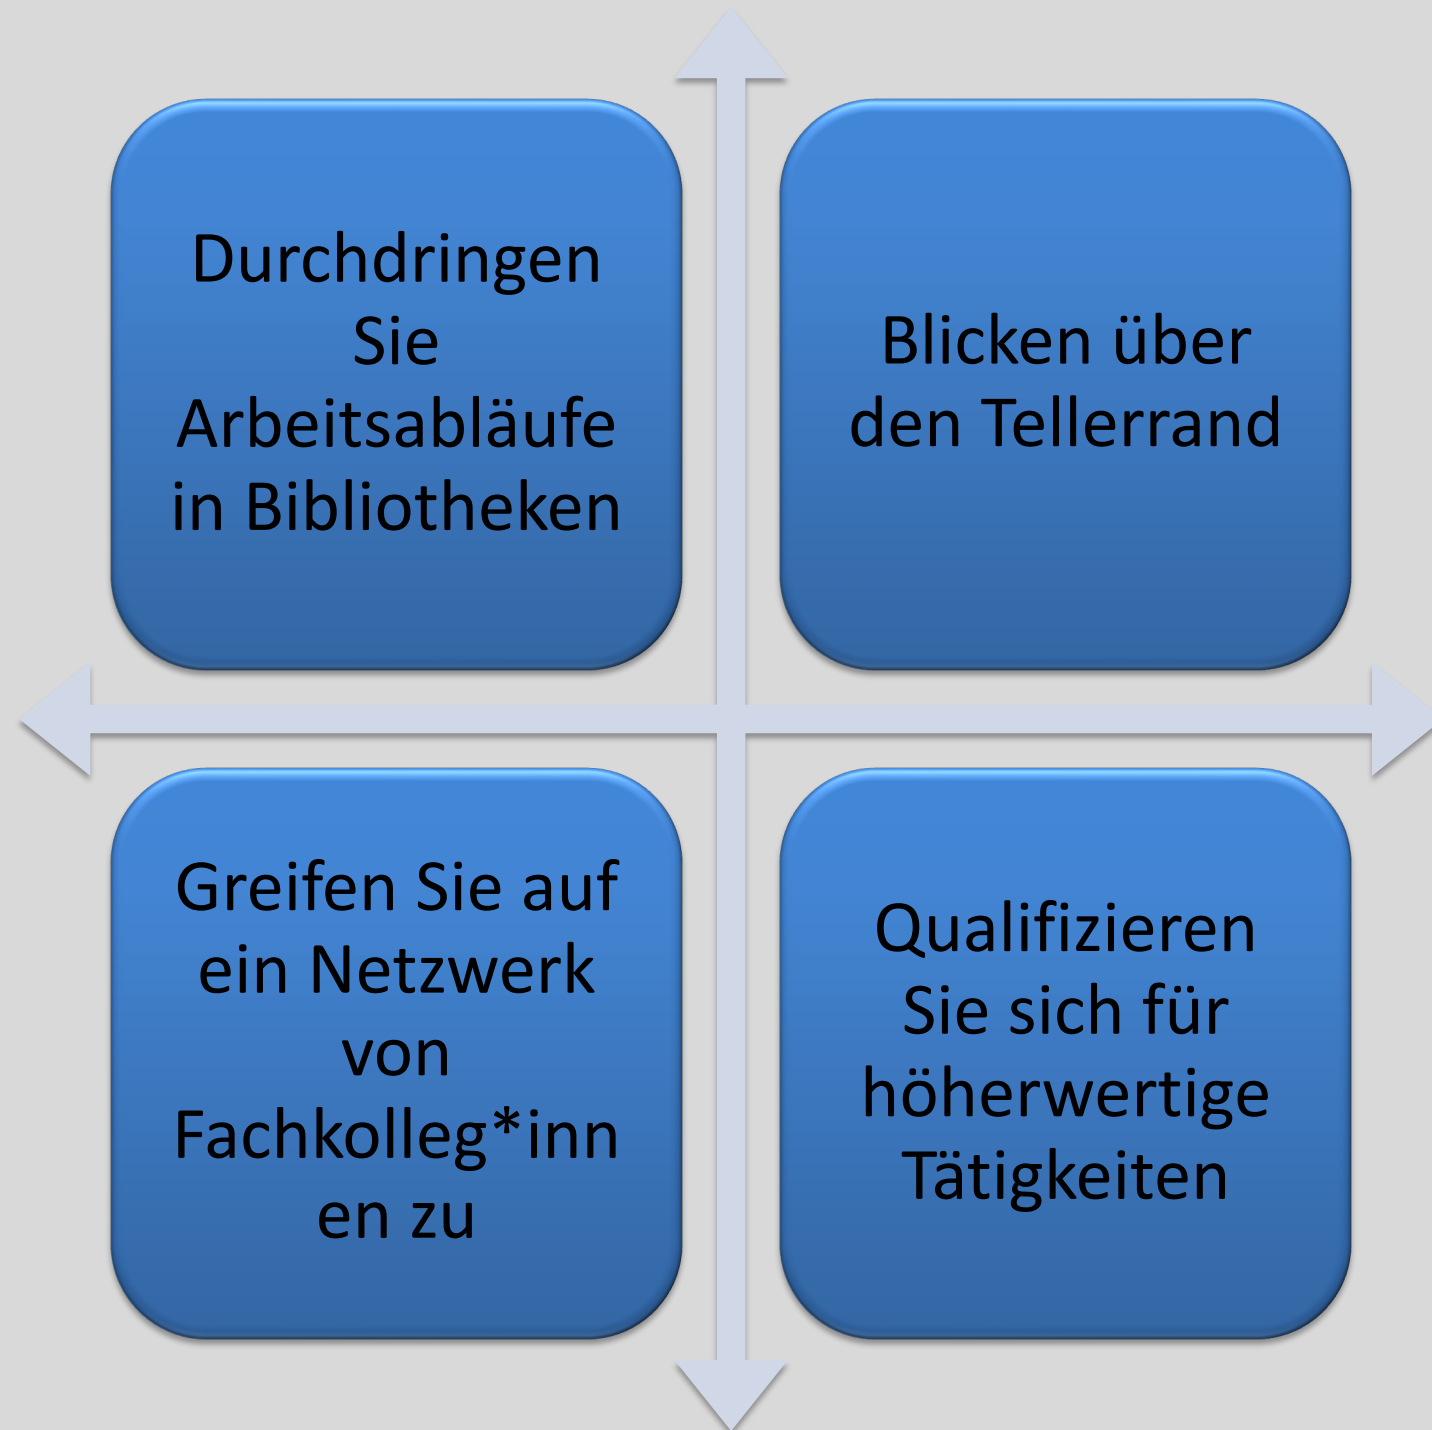 Durchdringen
Sie
Arbeitsabläufe
in Bibliotheken
Blicken über
den Tellerrand
Greifen Sie auf
ein Netzwerk
von
Fachkolleg*inn
en zu
Qualifizieren
Sie sich für
höherwertige
Tätigkeiten